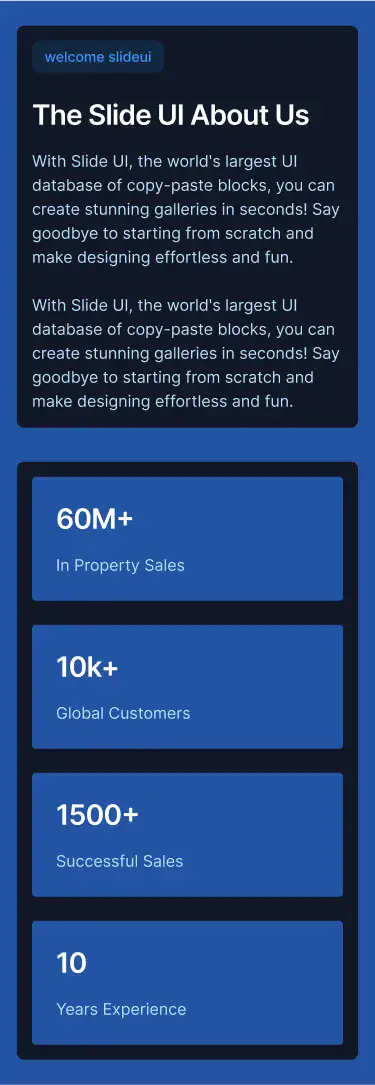 welcome slideui
The Slide UI About Us
With Slide UI, the world's largest UI
database of copy-paste blocks, you can
create stunning galleries in seconds! Say
goodbye to starting from scratch and
make designing effortless and fun.
With Slide UI, the world's largest UI
database of copy-paste blocks, you can
create stunning galleries in seconds! Say
goodbye to starting from scratch and
make designing effortless and fun.
60M+
In Property Sales
10k+
Global Customers
1500+
Successful Sales
10
Years Experience